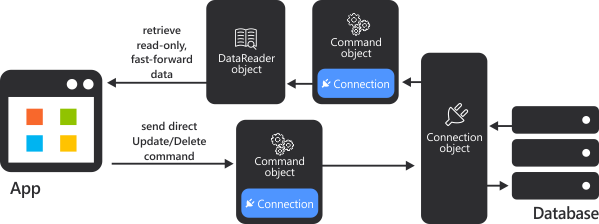 retrieve
read-only,
fast-forward
data
DataReader
object
Command
object
Connection
Connection
object
App
send direct
Update/Delete
command
Command
object
Connection
Database